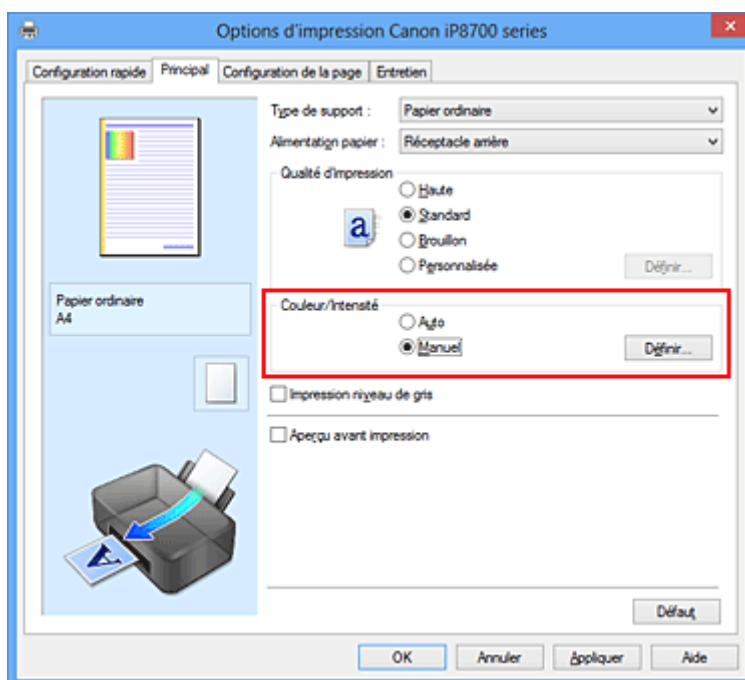 Options d'impression Canon iP8700 series
Configuration rapide Principal Configuration de la page Entretien
Type de support : Papier ordinaire
Alimentation papier : Réceptacle arrière
Qualité d'impression
Haute
a
Standard
Brouillon
Personnalisée Définir...
Papier ordinaire
A4
Couleur/Intensité
Auto
Manuel Définir...
Impression niveau de gris
Aperçu avant impression
A
Défaut
OK Annuler Appliquer Aide